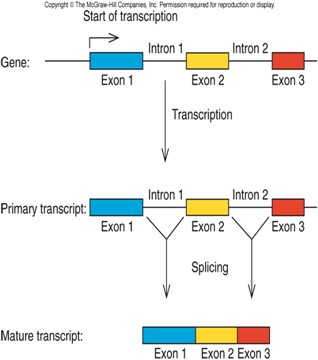 Copyright © The McGraw-Hill Companies, Inc. Permission required for reproduction or display.
Start of transcription
Intron 1 Intron 2
Gene:
Exon 1 Exon 2 Exon 3
Transcription
Intron 1 Intron 2
Primary transcript:
Exon 1 Exon 2 Exon 3
Splicing
Mature transcript:
Exon 1 Exon 2 Exon 3